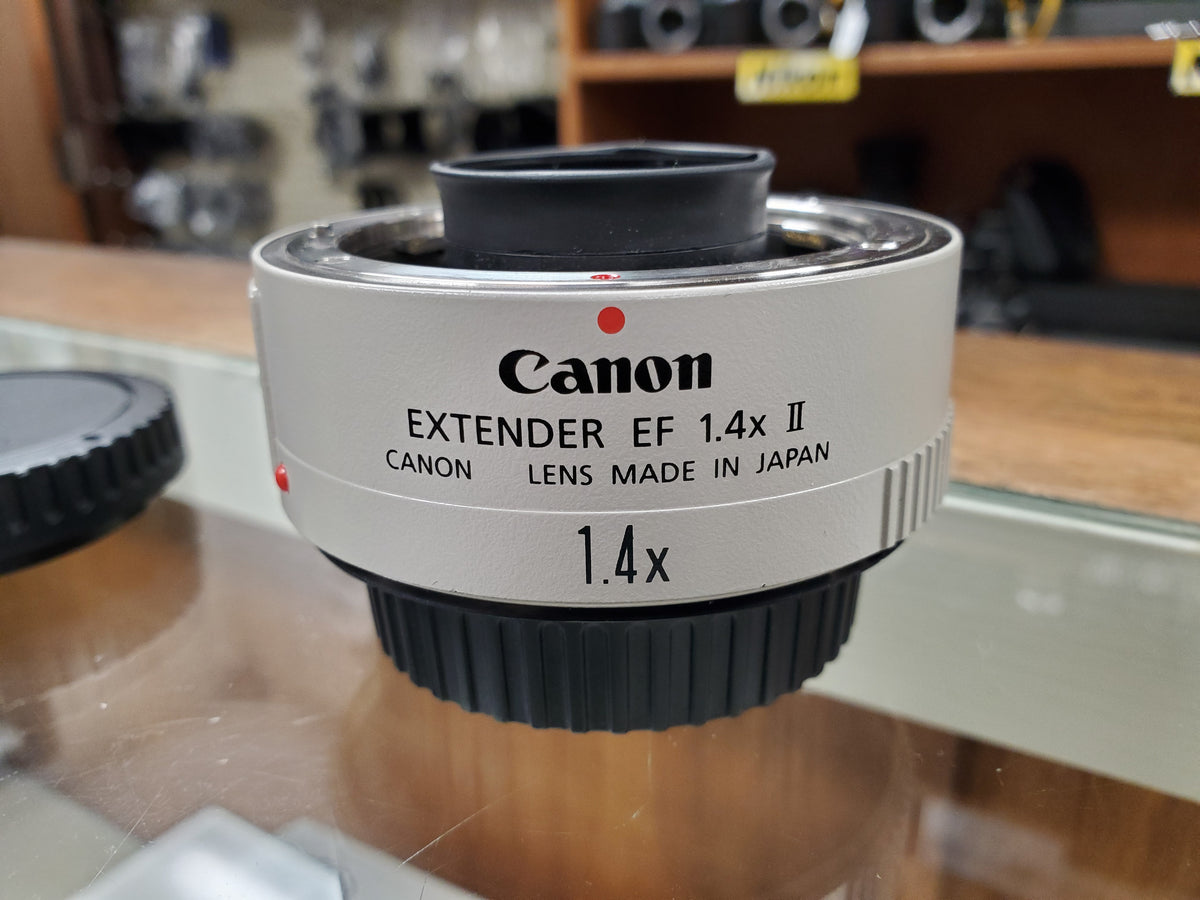 Canon
EXTENDER EF 1.4x II
CANON LENS MADE IN JAPAN
1.4x